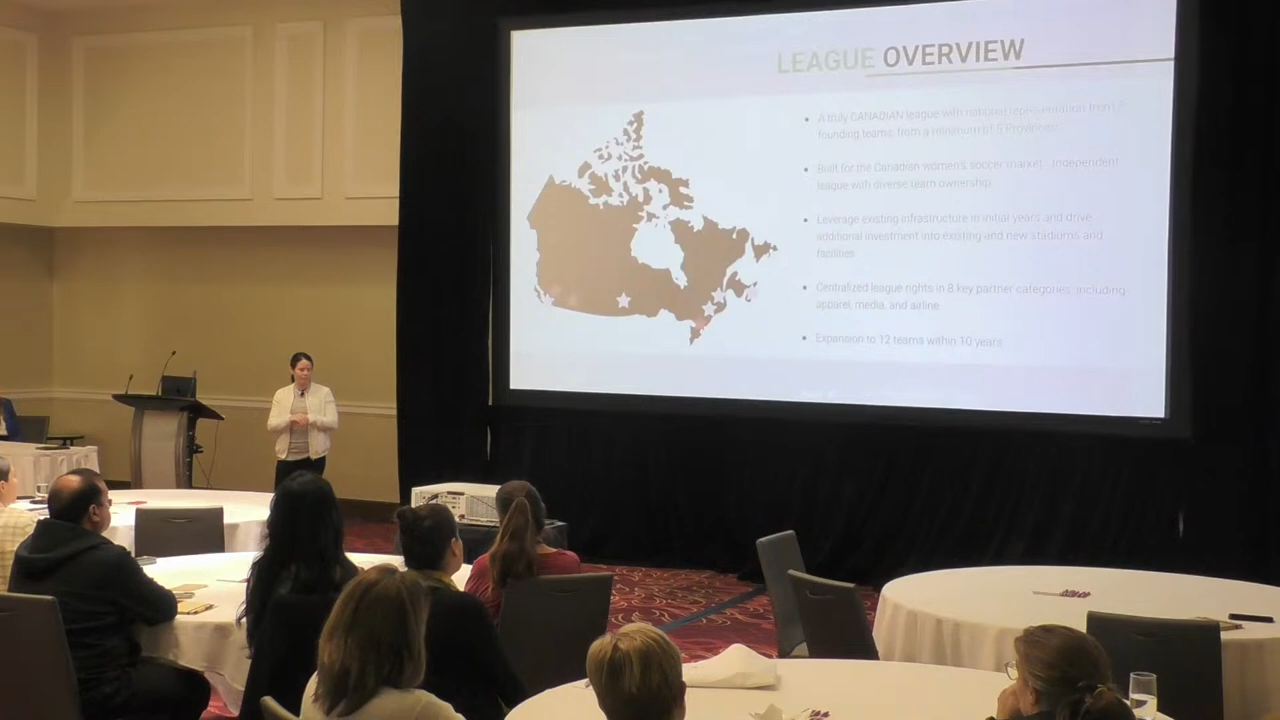 LEAGUE OVERVIEW
A truly CANADIAN league with national representation from 8
founding teams, from a minimum of 5 Provinces
Built for the Canadian women's soccer market - Independent
league with diverse team ownership
Leverage existing infrastructure in initial years and drive
additional investment into existing and new stadiums and
facilities
Centralized league rights in 8 key partner categories, including
apparel, media, and airline
Expansion to 12 teams within 10 years